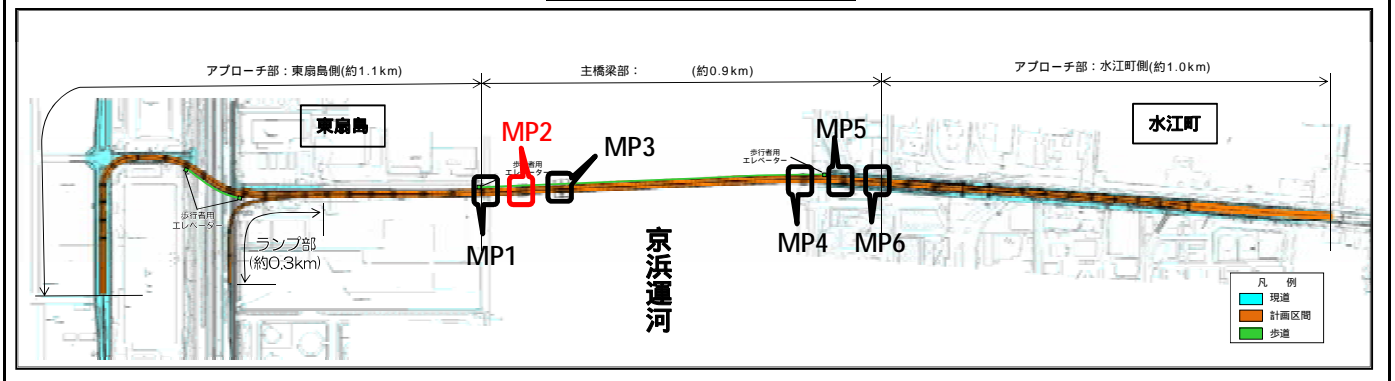 アプローチ部：東扇島側(約1.1km)
主橋梁部：　　(約0.9km)
アプローチ部：水江町側(約1.0km)
東扇島
水江町
MP2
MP3
MP5
歩行者用
エレベーター
歩行者用
エレベーター
歩行者用
エレベーター
ランプ部
(約0.3km)
MP1
MP4
MP6
京浜運河
凡　例
現道
計画区間
歩道